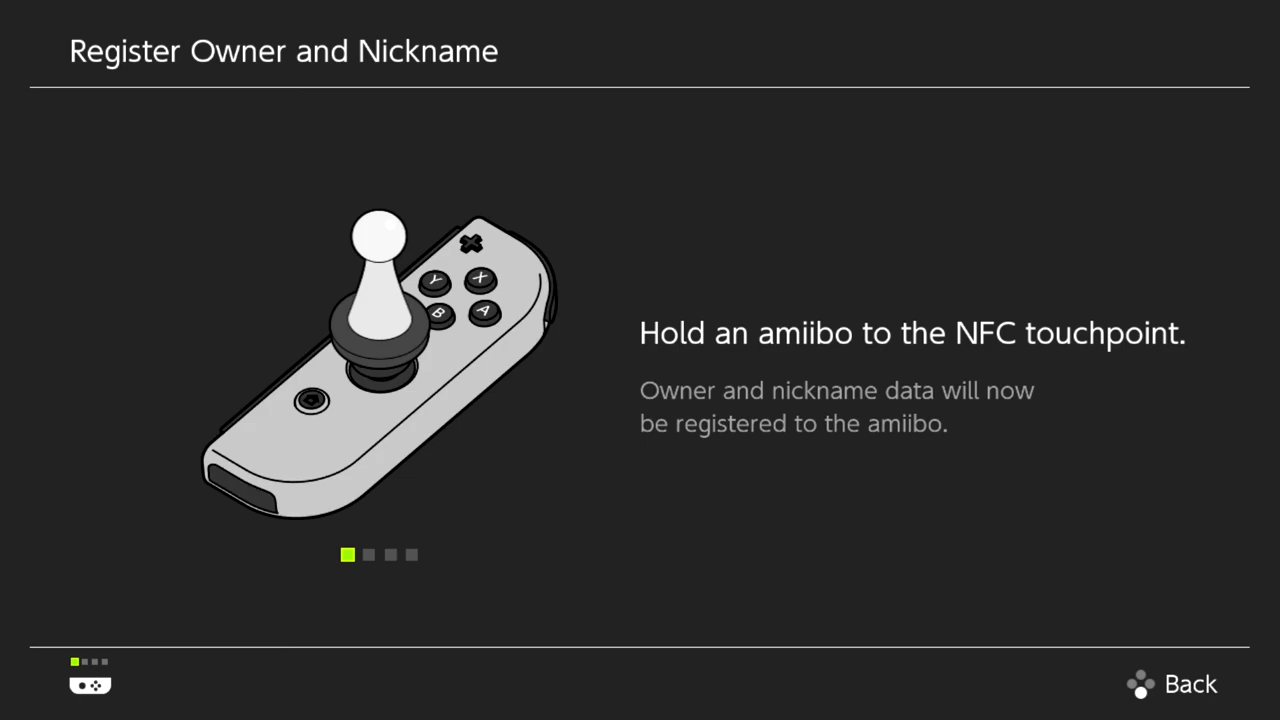 Register Owner and Nickname
Y
X
B
A
Hold an amiibo to the NFC touchpoint.
Owner and nickname data will now
be registered to the amiibo.
Back